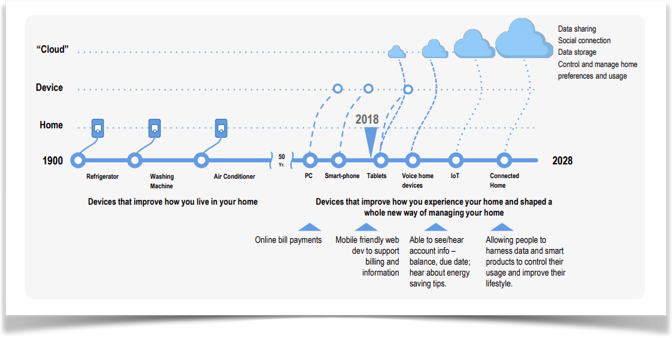 Data sharing
Social connection
Data storage
Control and manage home
preferences and usage
“Cloud”
Device
Home
2018
1900
50
Yr.
2028
Refrigerator
Washing
Machine
Air Conditioner
PC
Smart-phone
Tablets
Voice home
devices
IoT
Connected
Home
Devices that improve how you live in your home
Devices that improve how you experience your home and shaped a
whole new way of managing your home
Online bill payments
Mobile friendly web
dev to support
billing and
information
Able to see/hear
account info –
balance, due date;
hear about energy
saving tips.
Allowing people to
harness data and smart
products to control their
usage and improve their
lifestyle.